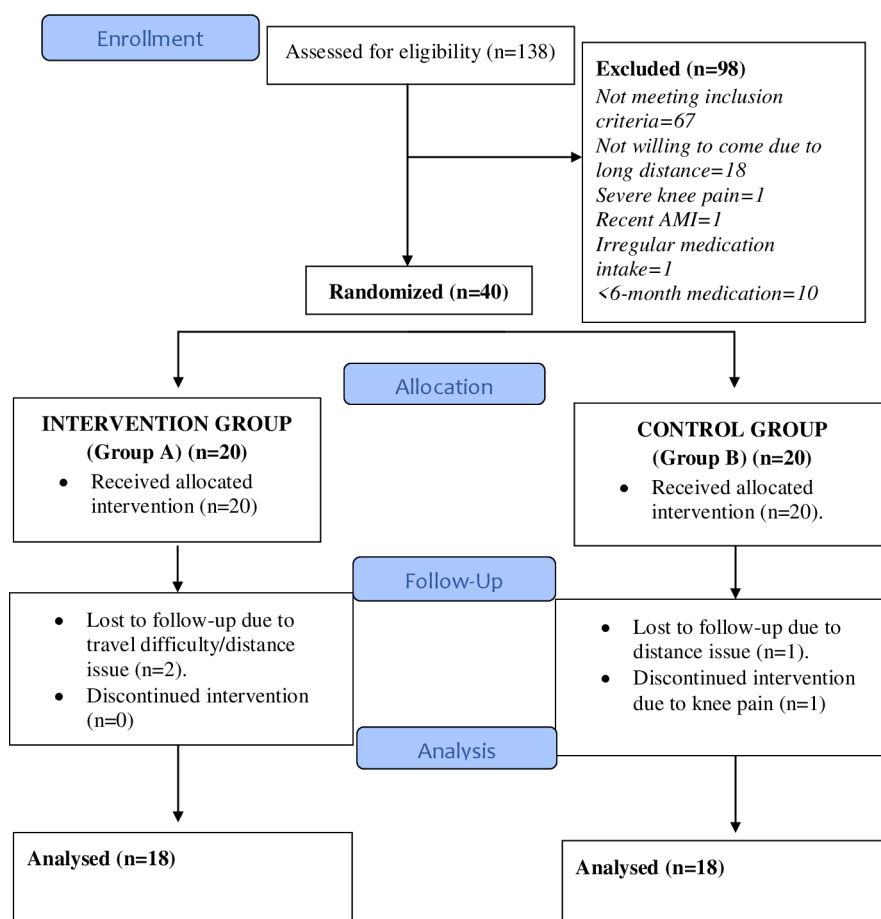 Enrollment
Assessed for eligibility (n=138)
Excluded (n=98)
Not meeting inclusion
criteria=67
Not willing to come due to
long distance=18
Severe knee pain=1
Recent AMI=1
Irregular medication
intake=1
<6-month medication=10
Randomized (n=40)
Allocation
INTERVENTION GROUP
(Group A) (n=20)
• Received allocated
intervention (n=20)
CONTROL GROUP
(Group B) (n=20)
• Received allocated
intervention (n=20).
Follow-Up
• Lost to follow-up due to
travel difficulty/distance
issue (n=2).
• Discontinued intervention
(n=0)
• Lost to follow-up due to
distance issue (n=1).
• Discontinued intervention
due to knee pain (n=1)
Analysis
Analysed (n=18)
Analysed (n=18)